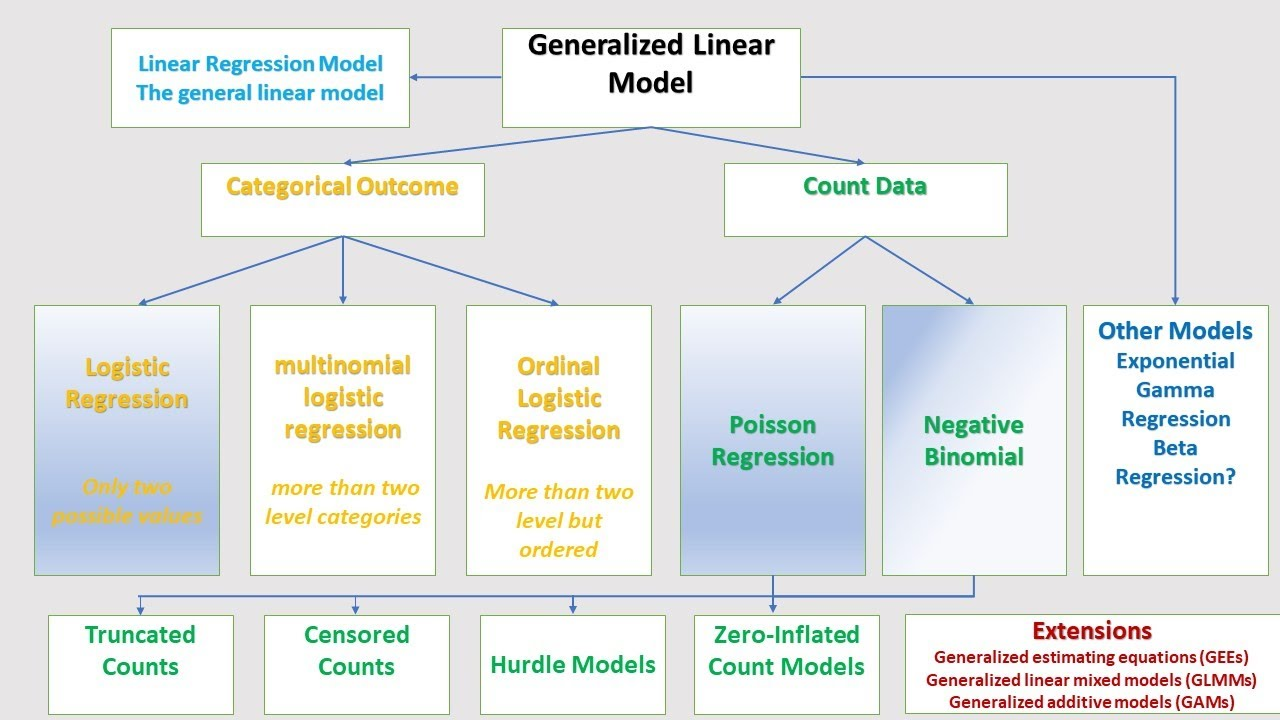 Linear Regression Model
The general linear model
Generalized Linear
Model
Categorical Outcome
Count Data
Logistic
Regression
Only two
possible values
multinomial
logistic
regression
more than two
level categories
Ordinal
Logistic
Regression
More than two
level but
ordered
Poisson
Regression
Negative
Binomial
Other Models
Exponential
Gamma
Regression
Beta
Regression?
Truncated
Counts
Censored
Counts
Hurdle Models
Zero-Inflated
Count Models
Extensions
Generalized estimating equations (GEEs)
Generalized linear mixed models (GLMMs)
Generalized additive models (GAMs)